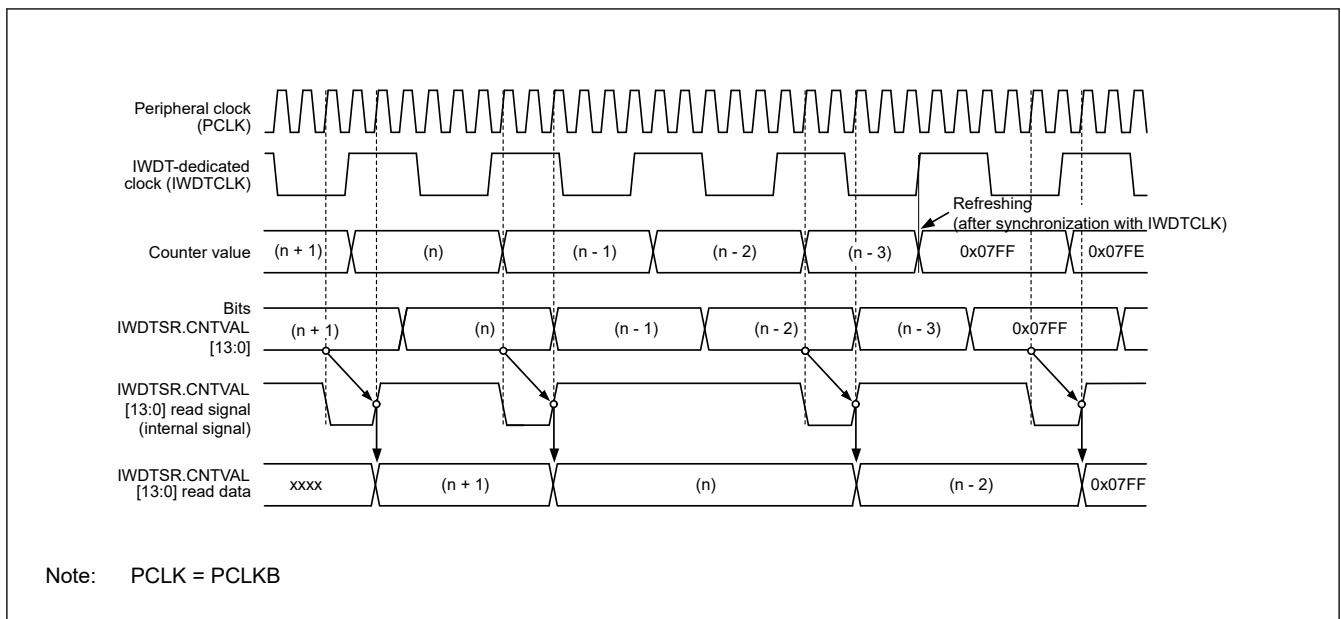 Peripheral clock
(PCLK)
IWDT-dedicated
clock (IWDTCLK)
Refreshing
(after synchronization with IWDTCLK)
Counter value
(n + 1)
(n)
(n - 1)
(n - 2)
(n - 3)
0x07FF
0x07FE
Bits
IWDTSR.CNTVAL
[13:0]
(n + 1)
(n)
(n - 1)
(n - 2)
(n - 3)
0x07FF
IWDTSR.CNTVAL
[13:0] read signal
(internal signal)
IWDTSR.CNTVAL
[13:0] read data
xxxx
(n + 1)
(n)
(n - 2)
0x07FF
Note: PCLK = PCLKB